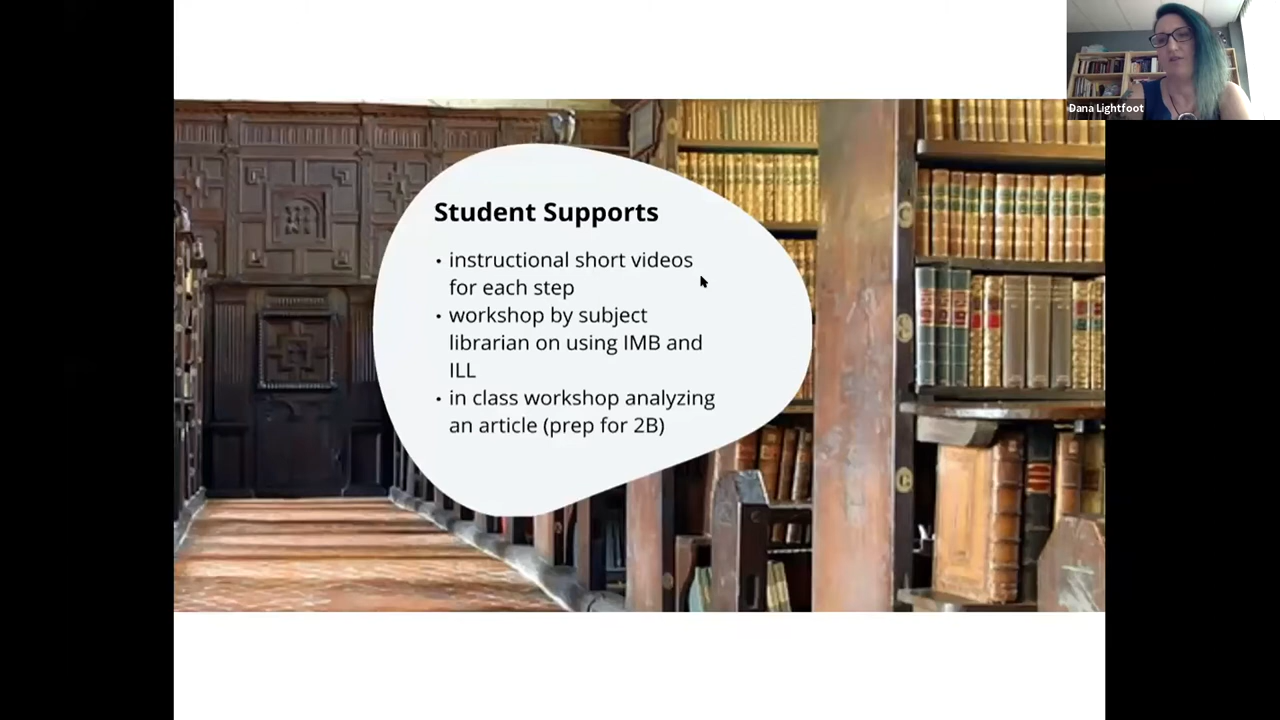 Dana Lightfoot
Student Supports
• instructional short videos
for each step
• workshop by subject
librarian on using IMB and
ILL
• in class workshop analyzing
an article (prep for 2B)